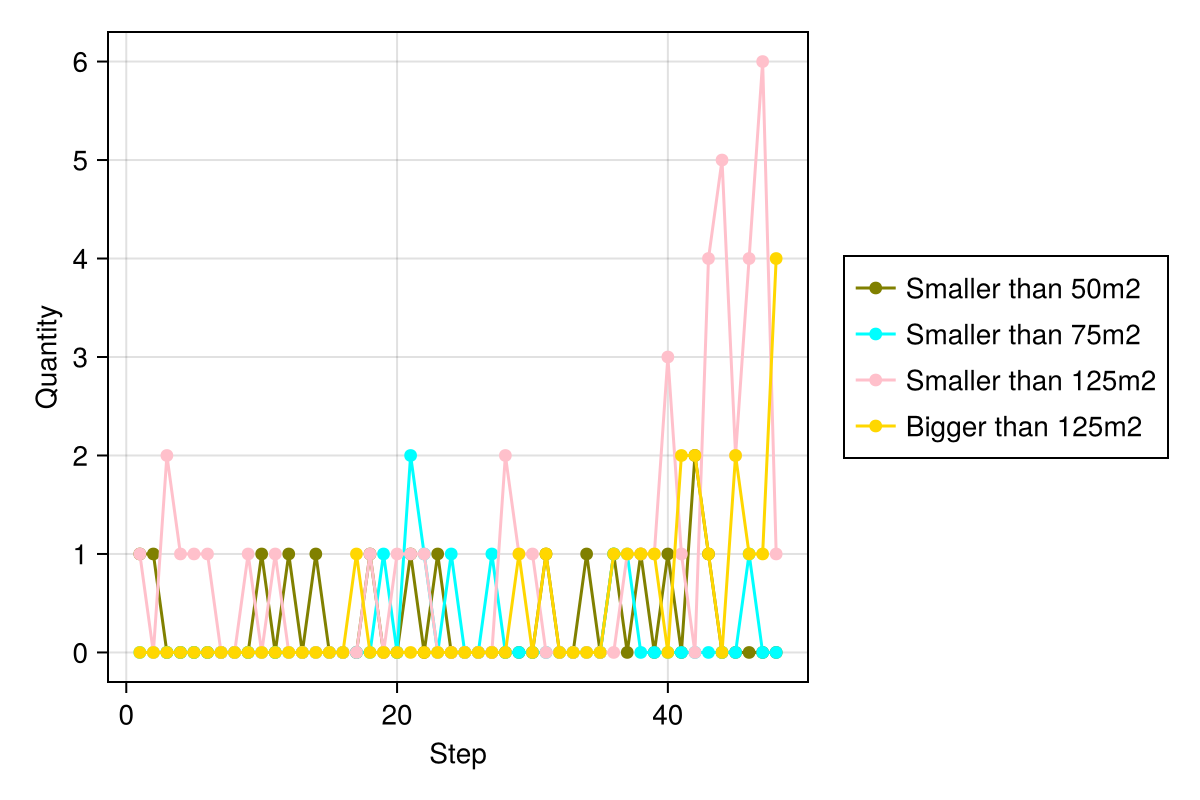 6
5
4
3
2
1
0
Quantity
0 20 40
Step
Smaller than 50m2
Smaller than 75m2
Smaller than 125m2
Bigger than 125m2